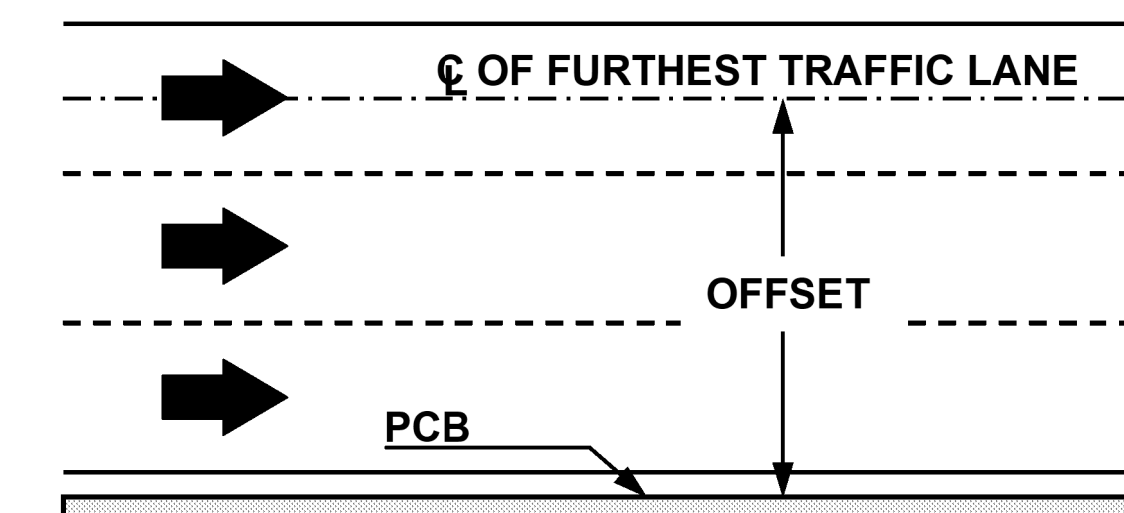 ℄ OF FURTHEST TRAFFIC LANE
OFFSET
PCB